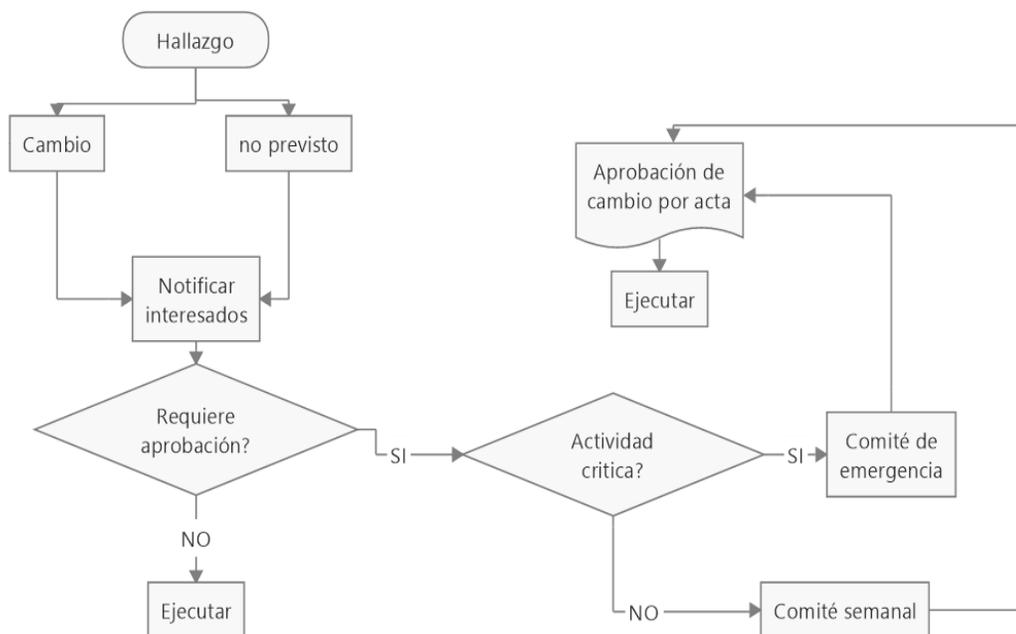 Hallazgo
Cambio
no previsto
Aprobación de
cambio por acta
Notificar
interesados
Ejecutar
Requiere
aprobación?
SI
Actividad
critica?
SI
Comité de
emergencia
NO
Ejecutar
NO
Comité semanal